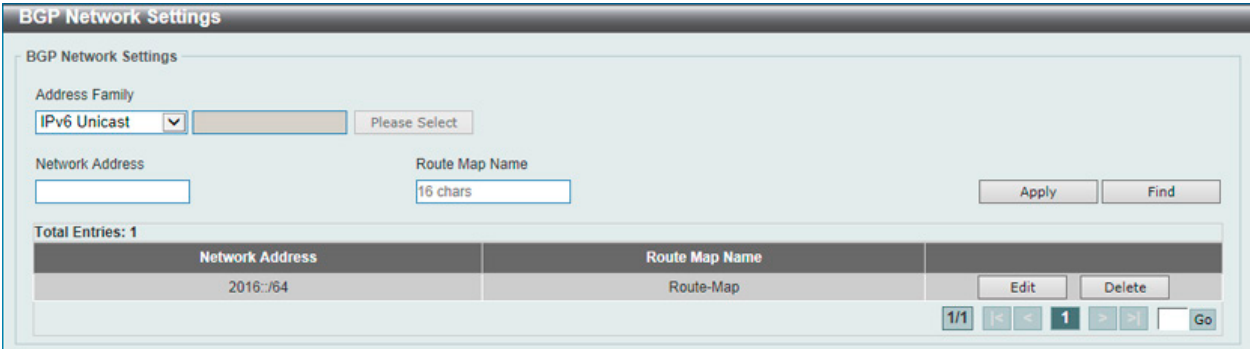 BGP Network Settings
BGP Network Settings
Address Family
IPv6 Unicast Please Select
Network Address Route Map Name
16 chars Apply Find
Total Entries: 1
Network Address Route Map Name
2016::/64 Route-Map Edit Delete
1/1 |< < 1 > >| Go